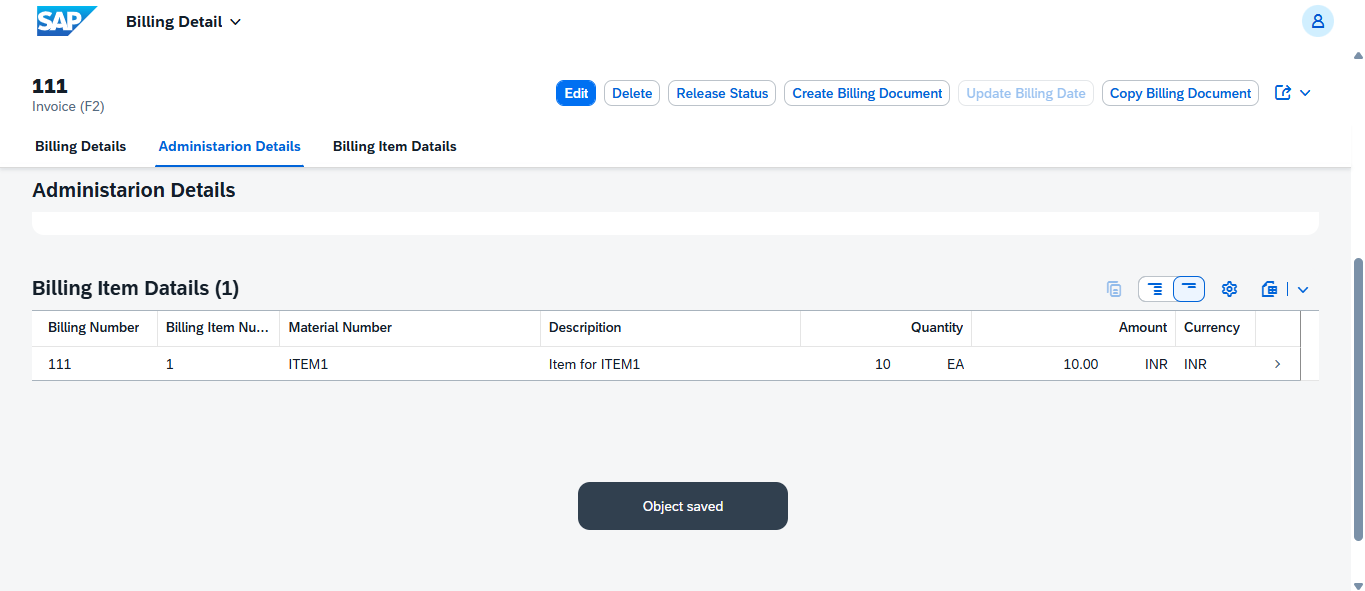 SAP Billing Detail
111
Invoice (F2)
Edit Delete Release Status Create Billing Document Update Billing Date Copy Billing Document
Billing Details Administarion Details Billing Item Datails
Administarion Details
Billing Item Datails (1)
Billing Number Billing Item Nu... Material Number Descripition Quantity Amount Currency
111 1 ITEM1 Item for ITEM1 10 EA 10.00 INR INR
Object saved